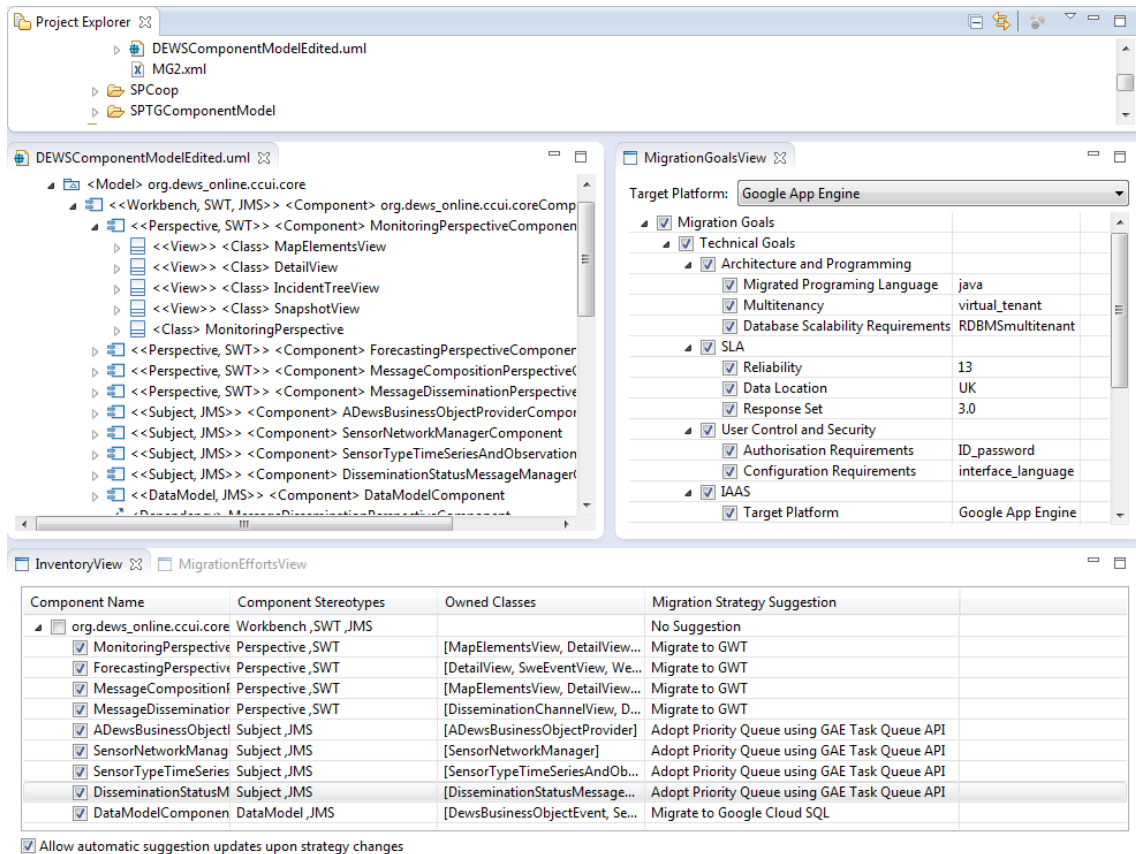 Project Explorer
DEWSComponentModelEdited.uml
MG2.xml
SPCoop
SPTGComponentModel
DEWSComponentModelEdited.uml
<Model> org.dews_online.ccui.core
<<Workbench, SWT, JMS>> <Component> org.dews_online.ccui.coreComp
<<Perspective, SWT>> <Component> MonitoringPerspectiveComponen
<<View>> <Class> MapElementsView
<<View>> <Class> DetailView
<<View>> <Class> IncidentTreeView
<<View>> <Class> SnapshotView
<Class> MonitoringPerspective
<<Perspective, SWT>> <Component> ForecastingPerspectiveComponen
<<Perspective, SWT>> <Component> MessageCompositionPerspectiveC
<<Perspective, SWT>> <Component> MessageDisseminationPerspective
<<Subject, JMS>> <Component> ADewsBusinessObjectProviderCompor
<<Subject, JMS>> <Component> SensorNetworkManagerComponent
<<Subject, JMS>> <Component> SensorTypeTimeSeriesAndObservation
<<Subject, JMS>> <Component> DisseminationStatusMessageManager
<<DataModel, JMS>> <Component> DataModelComponent
<Dependency> MessageDisseminationPerspectiveComponent
MigrationGoalsView
Target Platform: Google App Engine
Migration Goals
Technical Goals
Architecture and Programming
Migrated Programing Language java
Multitenancy virtual_tenant
Database Scalability Requirements RDBMSmultitenant
SLA
Reliability 13
Data Location UK
Response Set 3.0
User Control and Security
Authorisation Requirements ID_password
Configuration Requirements interface_language
IAAS
Target Platform Google App Engine
InventoryView MigrationEffortsView
Component Name Component Stereotypes Owned Classes Migration Strategy Suggestion
org.dews_online.ccui.core Workbench ,SWT ,JMS No Suggestion
MonitoringPerspective Perspective ,SWT [MapElementsView, DetailView... Migrate to GWT
ForecastingPerspective Perspective ,SWT [DetailView, SweEventView, We... Migrate to GWT
MessageCompositionP Perspective ,SWT [MapElementsView, DetailView... Migrate to GWT
MessageDissemination Perspective ,SWT [DisseminationChannelView, D... Migrate to GWT
ADewsBusinessObject Subject ,JMS [ADewsBusinessObjectProvider] Adopt Priority Queue using GAE Task Queue API
SensorNetworkManag Subject ,JMS [SensorNetworkManager] Adopt Priority Queue using GAE Task Queue API
SensorTypeTimeSeries Subject ,JMS [SensorTypeTimeSeriesAndOb... Adopt Priority Queue using GAE Task Queue API
DisseminationStatusM Subject ,JMS [DisseminationStatusMessage... Adopt Priority Queue using GAE Task Queue API
DataModelComponen DataModel ,JMS [DewsBusinessObjectEvent, Se... Migrate to Google Cloud SQL
Allow automatic suggestion updates upon strategy changes